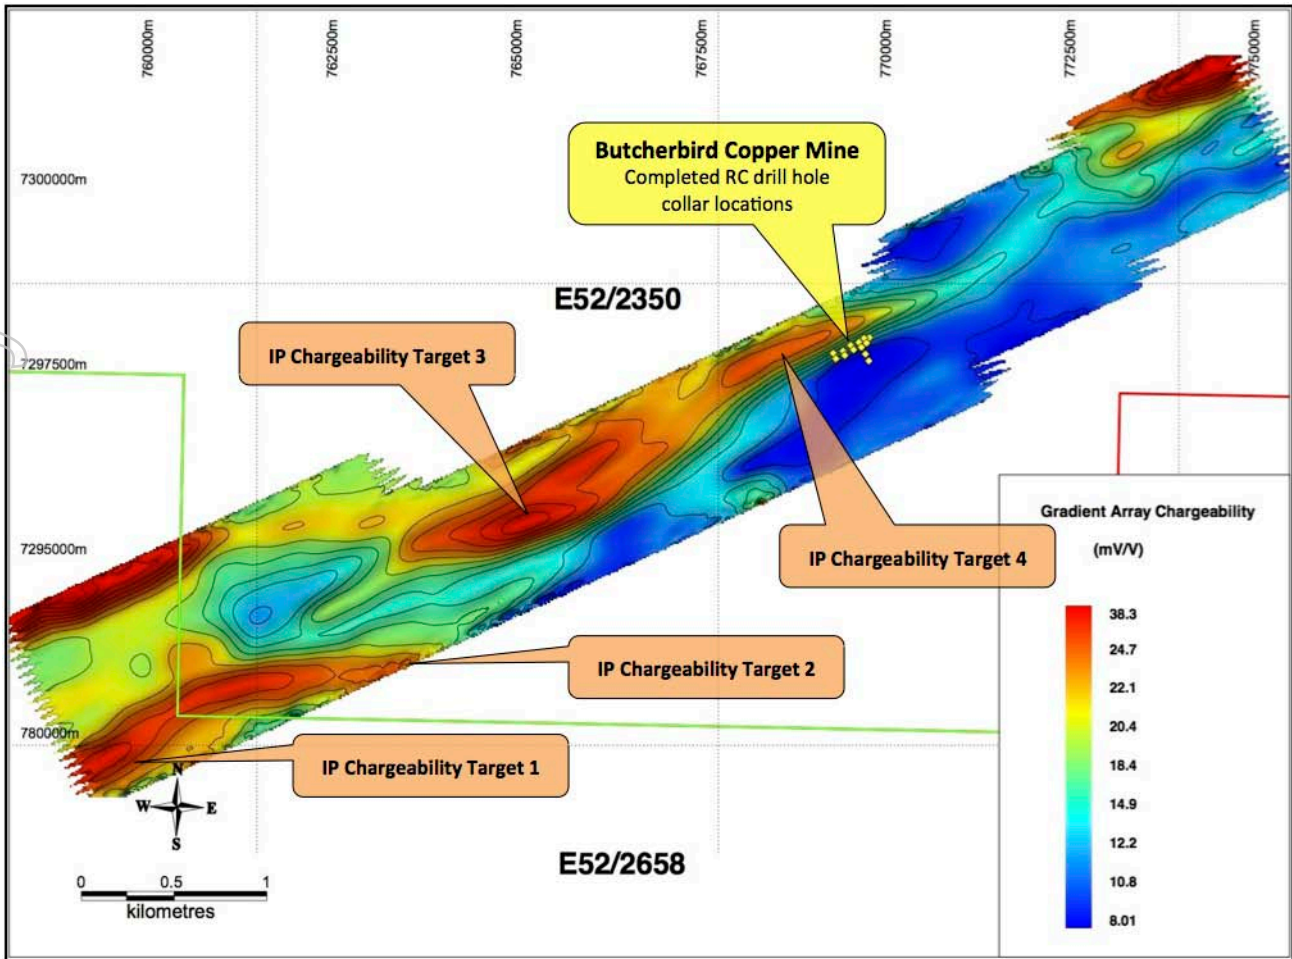 760000m
762500m
765000m
767500m
770000m
772500m
775000m
Butcherbird Copper Mine
Completed RC drill hole
collar locations
7300000m
E52/2350
IP Chargeability Target 3
7297500m
Gradient Array Chargeability
(mV/V)
7295000m
IP Chargeability Target 4
38.3
24.7
22.1
20.4
18.4
14.9
12.2
10.8
8.01
IP Chargeability Target 2
780000m
IP Chargeability Target 1
N
W
E
S
E52/2658
0
0.5
1
kilometres